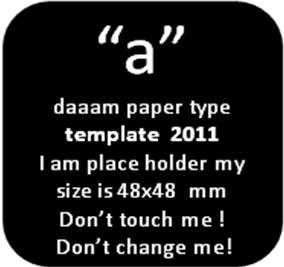 “a”
daaam paper type
template 2011
I am place holder my
size is 48x48 mm
Don’t touch me !
Don’t change me!